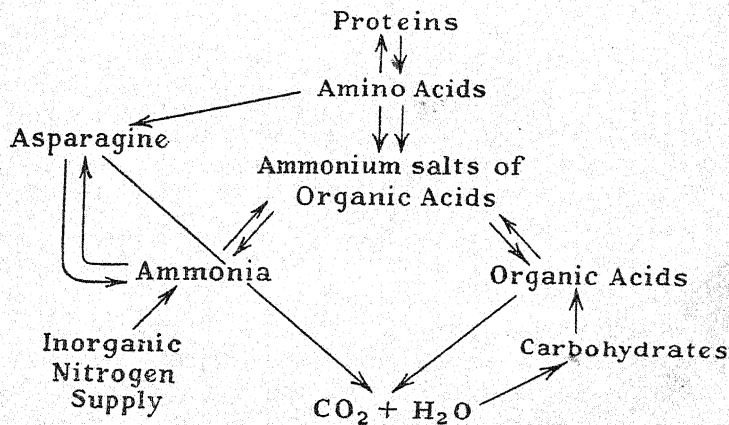 Proteins
Amino Acids
Asparagine
Ammonium salts of
Organic Acids
Ammonia
Organic Acids
Inorganic
Nitrogen
Supply
Carbohydrates
CO₂ + H₂O